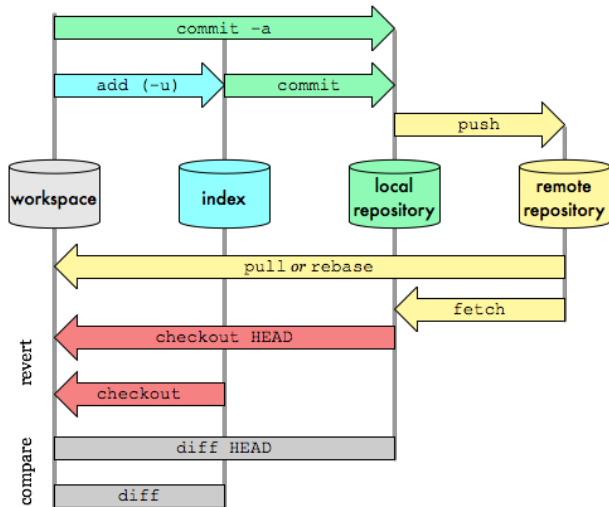 commit -a
add (-u)
commit
push
workspace
index
local
repository
remote
repository
pull or rebase
fetch
revert
checkout HEAD
checkout
compare
diff HEAD
diff